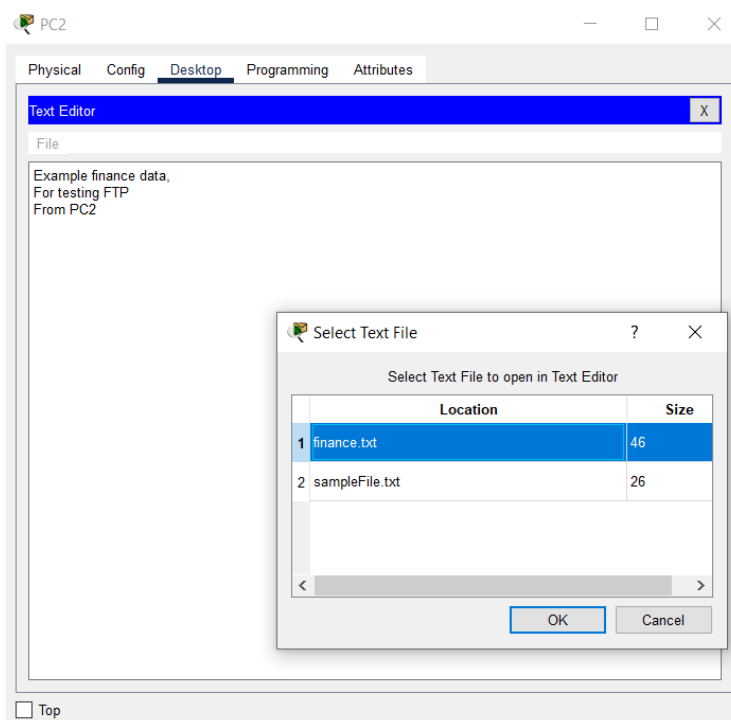 PC2
Physical Config Desktop Programming Attributes
Text Editor X
File
Example finance data,
For testing FTP
From PC2
Select Text File ?
Select Text File to open in Text Editor
Location Size
1 finance.txt 46
2 sampleFile.txt 26
OK Cancel
Top